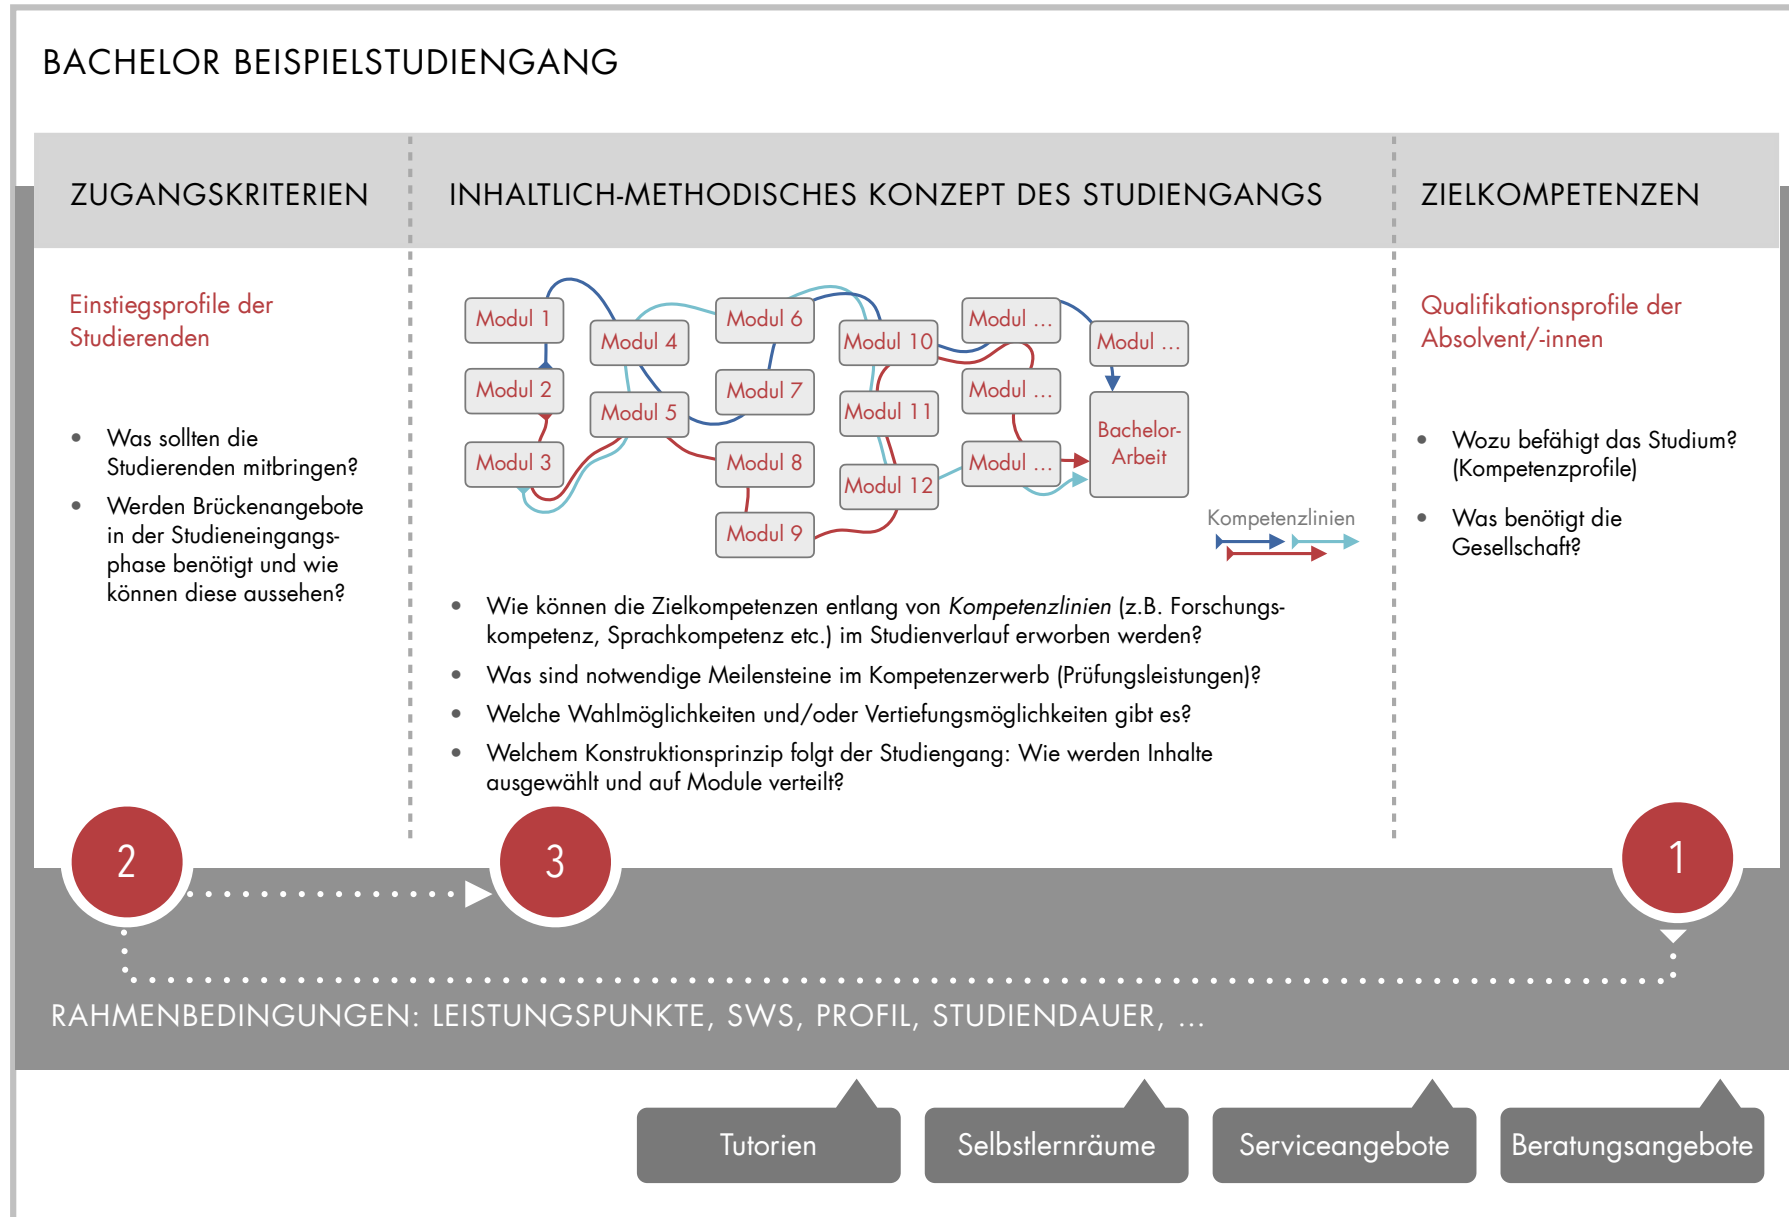 BACHELOR BEISPIELSTUDIENGANG
ZUGANGSKRITERIEN
INHALTLICH-METHODISCHES KONZEPT DES STUDIENGANGS
ZIELKOMPETENZEN
Einstiegsprofile der
Studierenden
• Was sollten die
Studierenden mitbringen?
• Werden Brückenangebote
in der Studieneingangs-
phase benötigt und wie
können diese aussehen?
Modul 1
Modul 2
Modul 3
Modul 4
Modul 5
Modul 6
Modul 7
Modul 8
Modul 9
Modul 10
Modul 11
Modul 12
Modul ...
Modul ...
Modul ...
Modul ...
Bachelor-
Arbeit
Kompetenzlinien
• Wie können die Zielkompetenzen entlang von Kompetenzlinien (z.B. Forschungs-
kompetenz, Sprachkompetenz etc.) im Studienverlauf erworben werden?
• Was sind notwendige Meilensteine im Kompetenzerwerb (Prüfungsleistungen)?
• Welche Wahlmöglichkeiten und/oder Vertiefungsmöglichkeiten gibt es?
• Welchem Konstruktionsprinzip folgt der Studiengang: Wie werden Inhalte
ausgewählt und auf Module verteilt?
Qualifikationsprofile der
Absolvent/-innen
• Wozu befähigt das Studium?
(Kompetenzprofile)
• Was benötigt die
Gesellschaft?
2
3
1
RAHMENBEDINGUNGEN: LEISTUNGSPUNKTE, SWS, PROFIL, STUDIENDAUER, ...
Tutorien
Selbstlernräume
Serviceangebote
Beratungsangebote